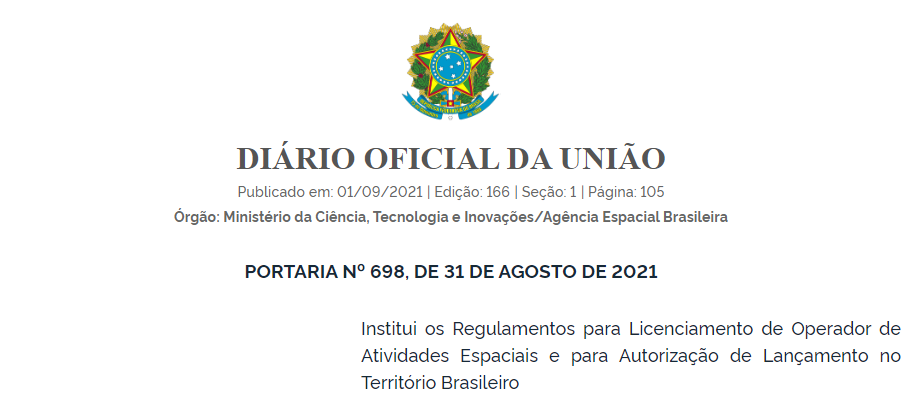 DIÁRIO OFICIAL DA UNIÃO
Publicado em: 01/09/2021 | Edição: 166 | Seção: 1 | Página: 105
Órgão: Ministério da Ciência, Tecnologia e Inovações/Agência Espacial Brasileira
PORTARIA Nº 698, DE 31 DE AGOSTO DE 2021
Institui os Regulamentos para Licenciamento de Operador de
Atividades Espaciais e para Autorização de Lançamento no
Território Brasileiro